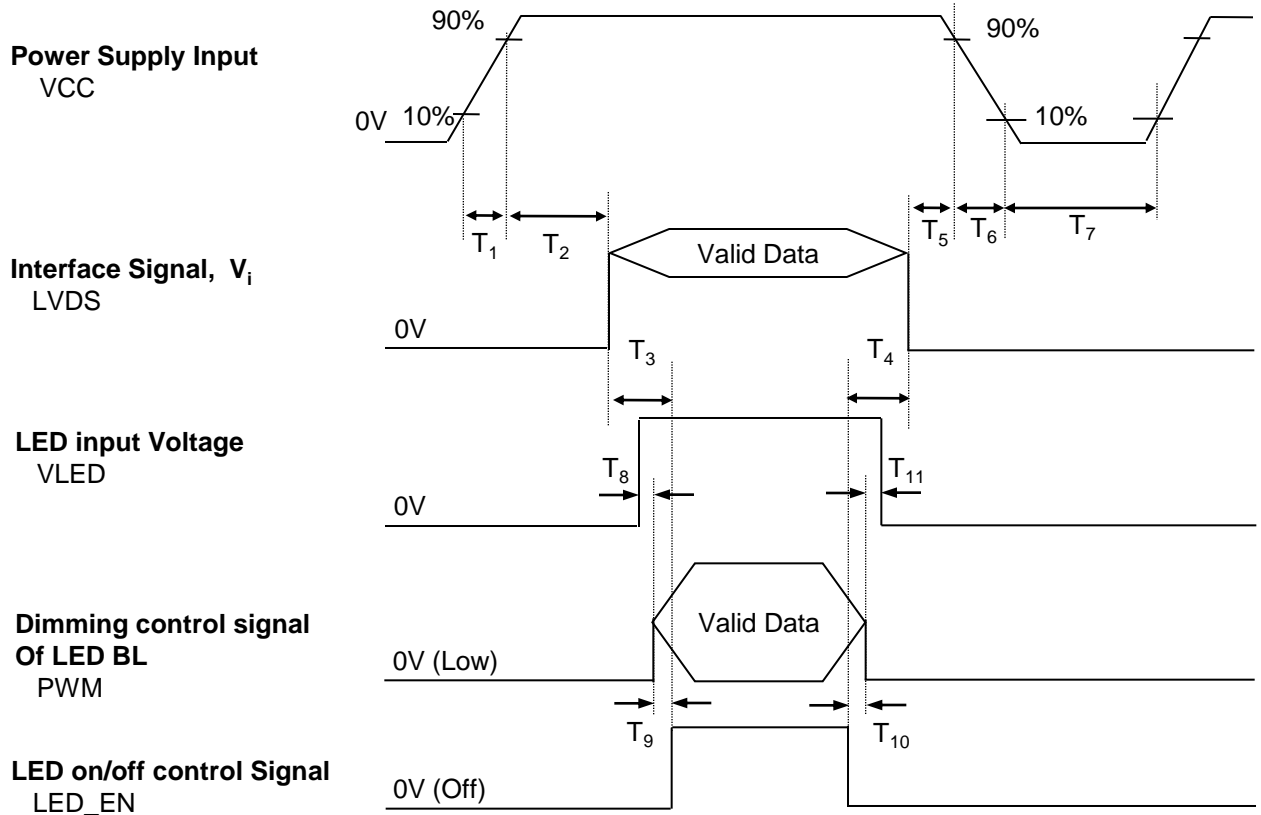 90%
90%
Power Supply Input
VCC
0V 10%
10%
T1
T2
T5
T6
T7
Valid Data
Interface Signal, Vi
LVDS
0V
T3
T4
LED input Voltage
VLED
T8
T11
0V
Dimming control signal
Of LED BL
PWM
Valid Data
0V (Low)
T9
T10
LED on/off control Signal
LED_EN
0V (Off)